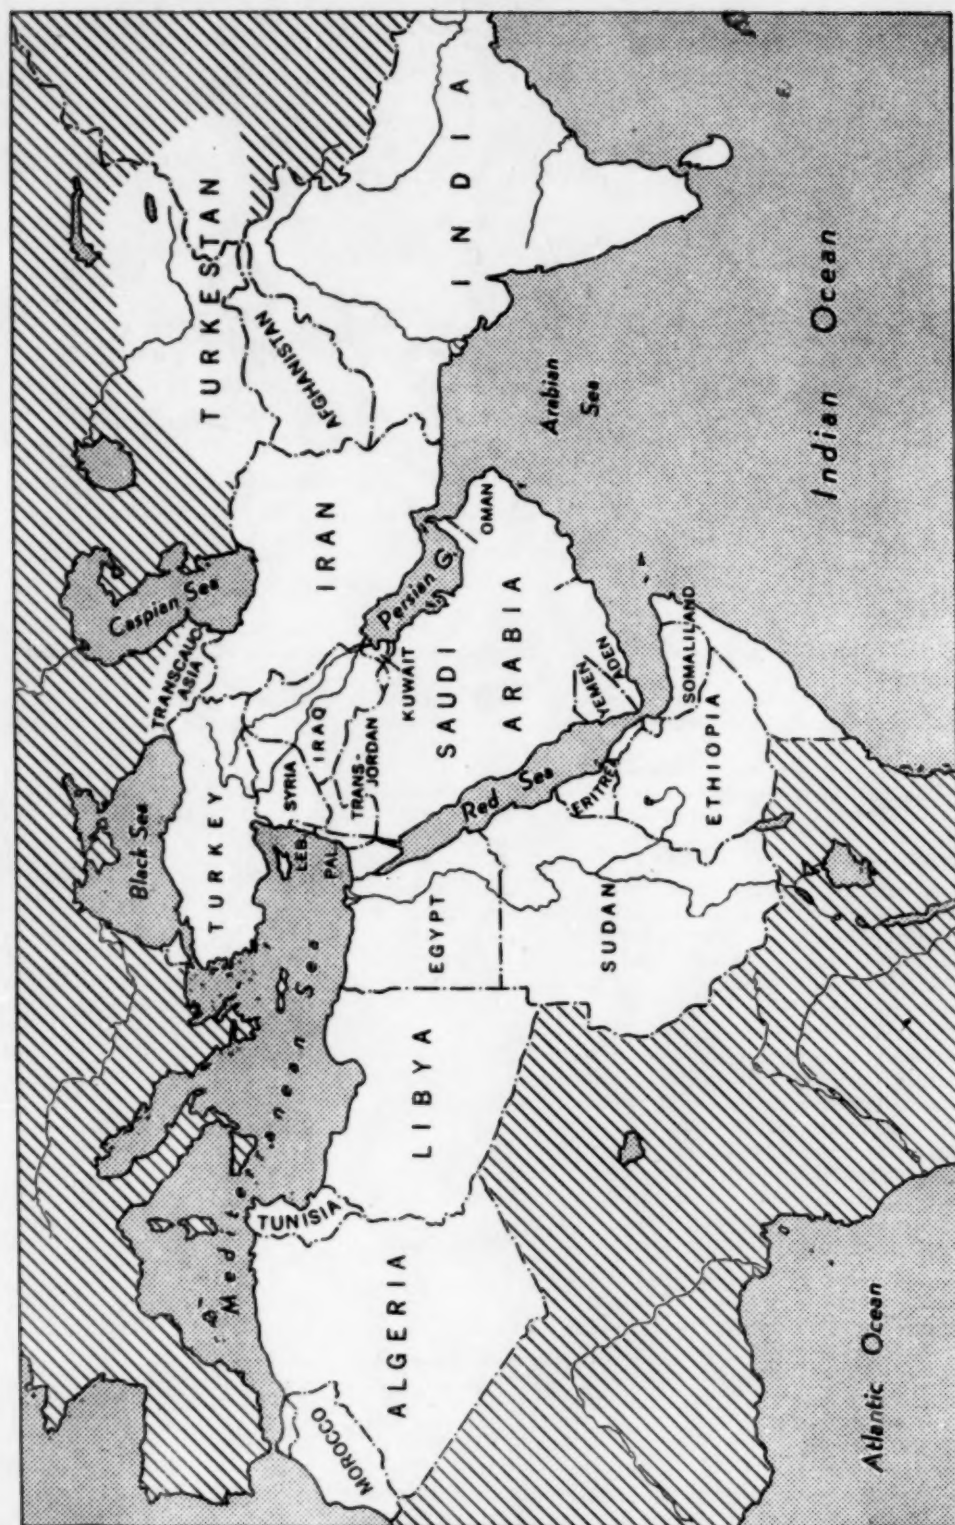 TURKESTAN
INDIA
AFGHANISTAN
Caspian Sea
IRAN
Arabian
Sea
Indian Ocean
TRANSCAUC-
ASIA
Persian G.
OMAN
KUWAIT
SAUDI
ARABIA
Black Sea
TURKEY
SYRIA
IRAQ
TRANS-
JORDAN
YEMEN
ADEN
SOMALILAND
LEB.
PAL.
Red Sea
ERITREA
ETHIOPIA
EGYPT
SUDAN
Mediterranean Sea
LIBYA
TUNISIA
ALGERIA
MOROCCO
Atlantic Ocean